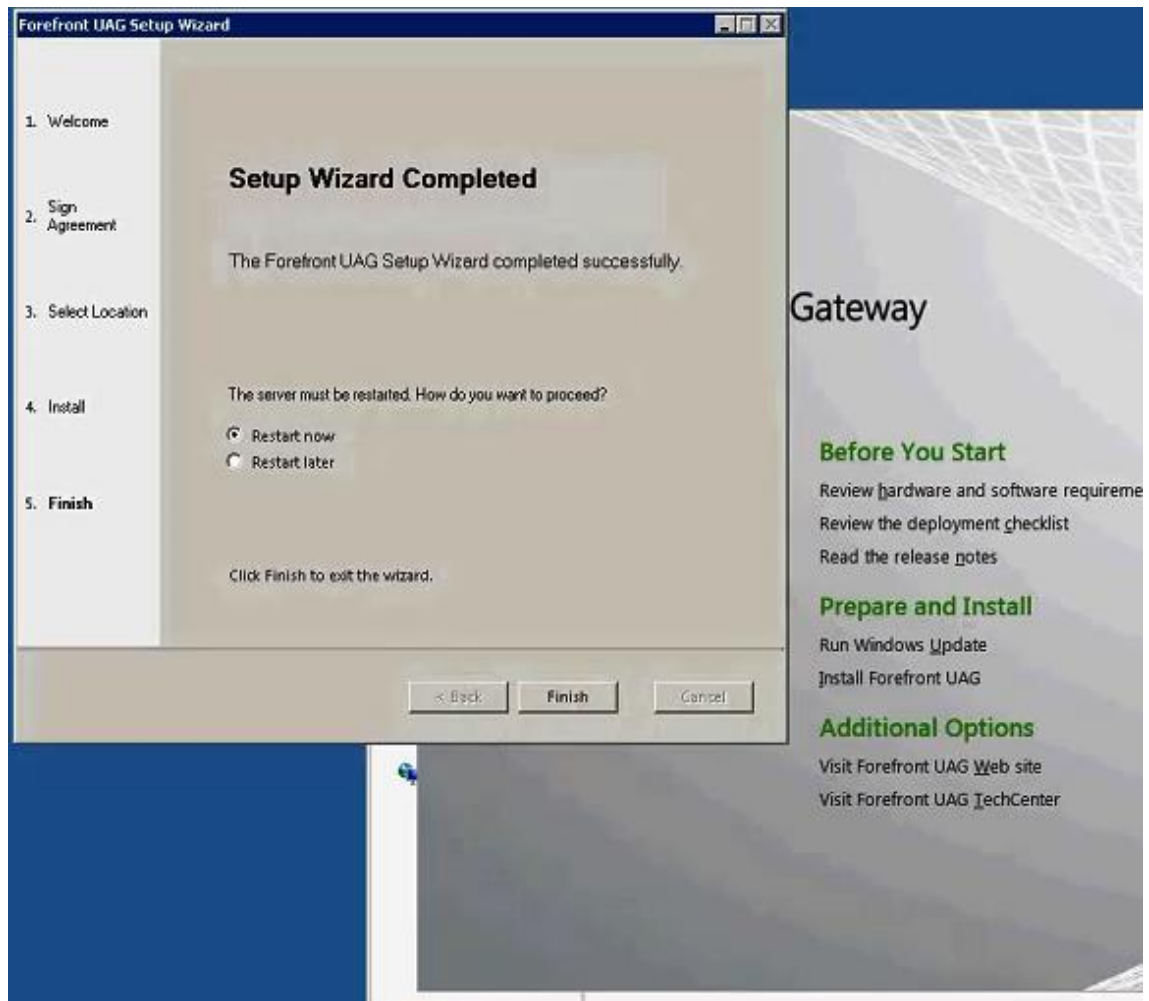 Forefront UAG Setup Wizard
1. Welcome
2. Sign
Agreement
3. Select Location
4. Install
5. Finish
Setup Wizard Completed
The Forefront UAG Setup Wizard completed successfully.
The server must be restarted. How do you want to proceed?
Restart now
Restart later
Click Finish to exit the wizard.
< Back
Finish
Cancel
Gateway
Before You Start
Review hardware and software requireme
Review the deployment checklist
Read the release notes
Prepare and Install
Run Windows Update
Install Forefront UAG
Additional Options
Visit Forefront UAG Web site
Visit Forefront UAG TechCenter